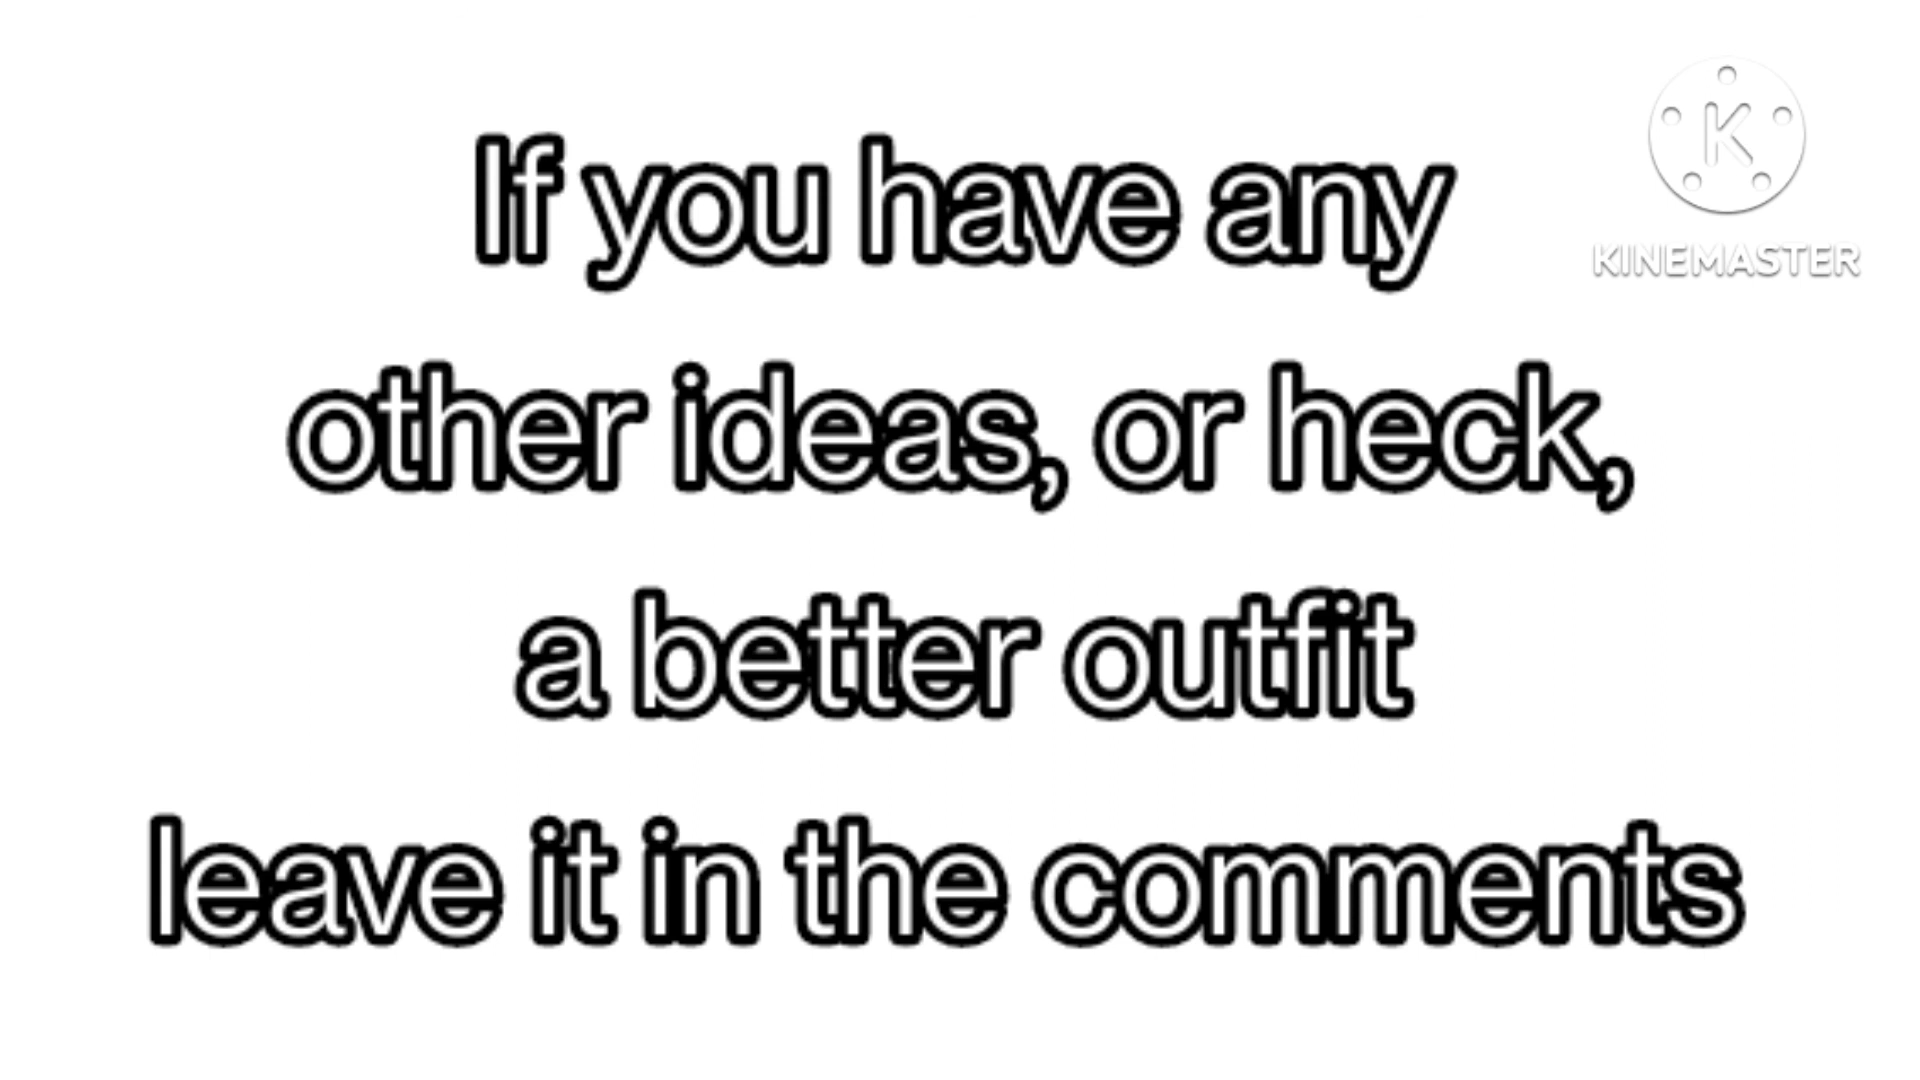 If you have any
K
KINEMASTER
other ideas, or heck,
a better outfit
leave it in the comments